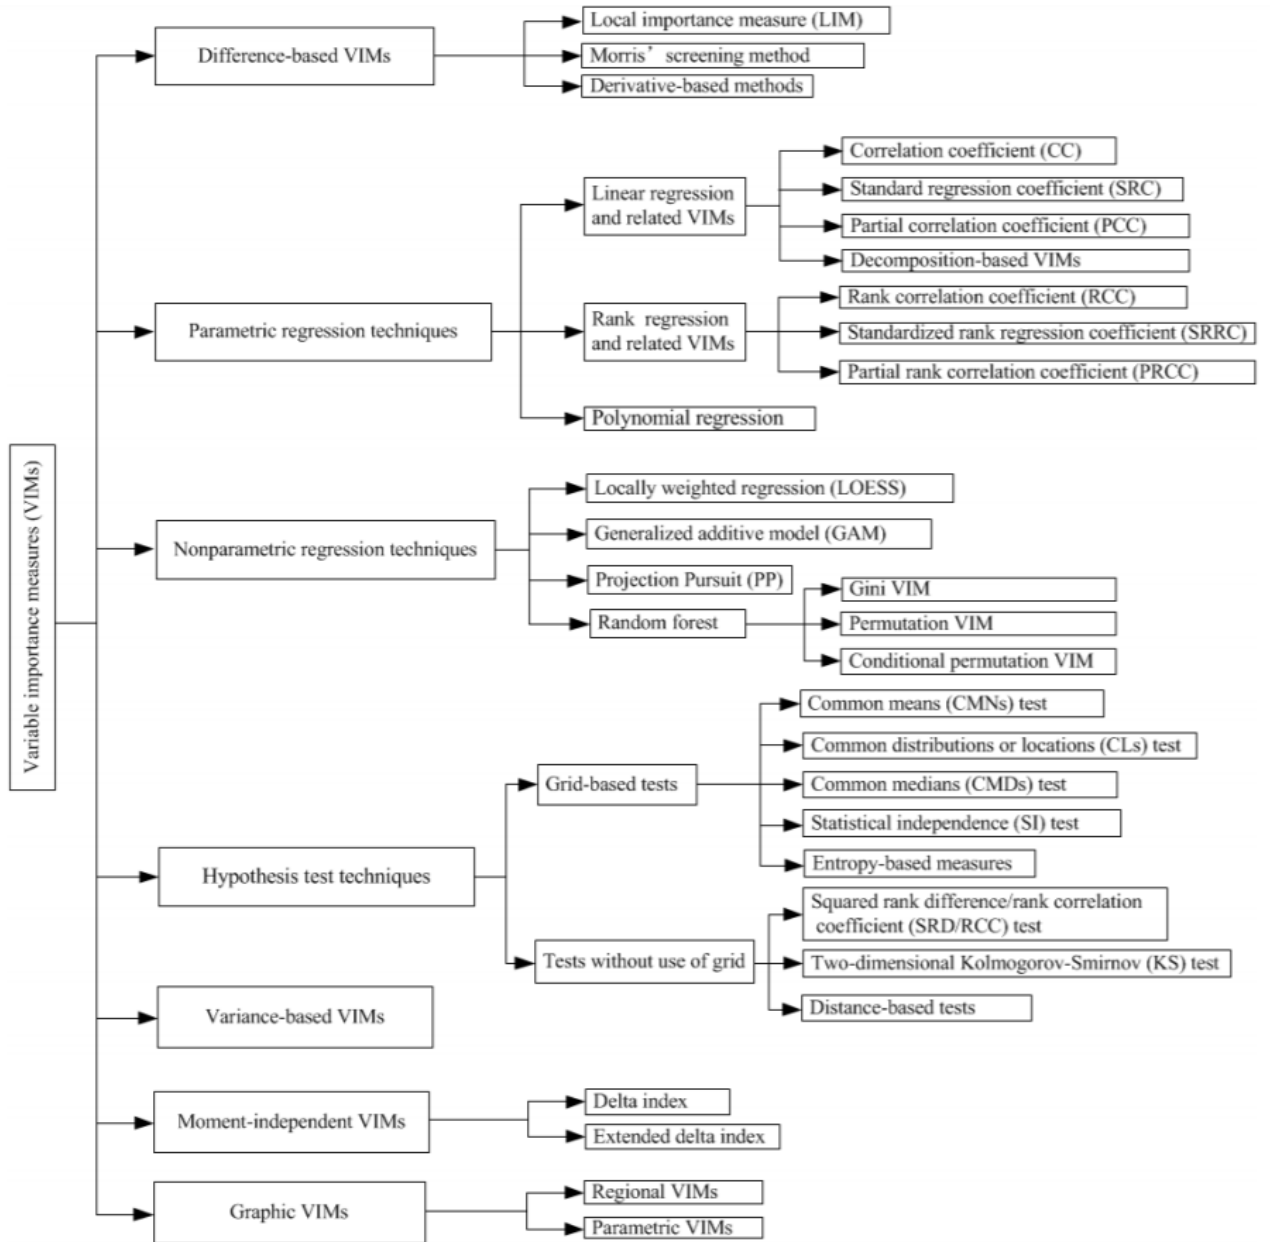 Variable importance measures (VIMs)
Difference-based VIMs
Local importance measure (LIM)
Morris’ screening method
Derivative-based methods
Parametric regression techniques
Linear regression
and related VIMs
Correlation coefficient (CC)
Standard regression coefficient (SRC)
Partial correlation coefficient (PCC)
Decomposition-based VIMs
Rank regression
and related VIMs
Rank correlation coefficient (RCC)
Standardized rank regression coefficient (SRRC)
Partial rank correlation coefficient (PRCC)
Polynomial regression
Nonparametric regression techniques
Locally weighted regression (LOESS)
Generalized additive model (GAM)
Projection Pursuit (PP)
Random forest
Gini VIM
Permutation VIM
Conditional permutation VIM
Hypothesis test techniques
Grid-based tests
Common means (CMNs) test
Common distributions or locations (CLs) test
Common medians (CMDs) test
Statistical independence (SI) test
Entropy-based measures
Tests without use of grid
Squared rank difference/rank correlation
coefficient (SRD/RCC) test
Two-dimensional Kolmogorov-Smirnov (KS) test
Distance-based tests
Variance-based VIMs
Moment-independent VIMs
Delta index
Extended delta index
Graphic VIMs
Regional VIMs
Parametric VIMs